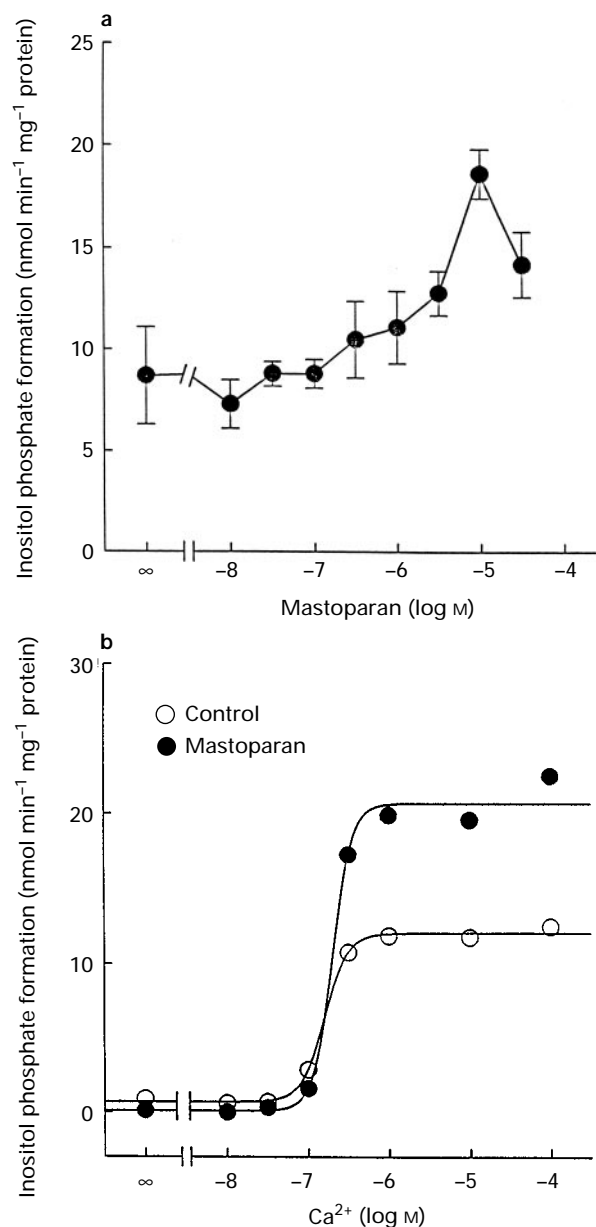 a
Inositol phosphate formation (nmol min⁻¹ mg⁻¹ protein)
25
20
15
10
5
0
∞ −8 −7 −6 −5 −4
Mastoparan (log M)
b
Inositol phosphate formation (nmol min⁻¹ mg⁻¹ protein)
30
Control
Mastoparan
20
10
0
∞ −8 −7 −6 −5 −4
Ca²⁺ (log M)